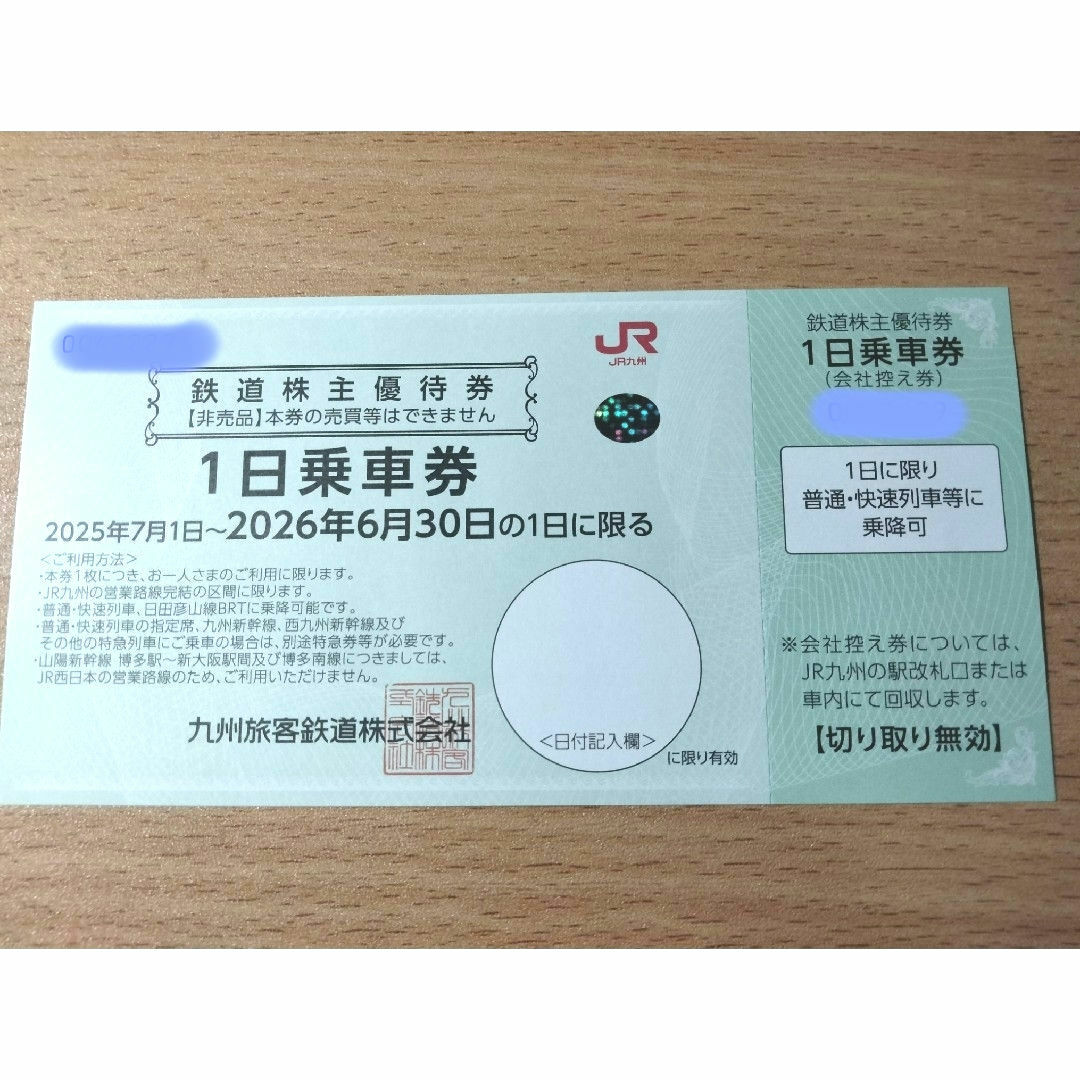 JR
JR九州
鉄道株主優待券
【非売品】本券の売買等はできません
1日乗車券
2025年7月1日～2026年6月30日の1日に限る
＜ご利用方法＞
・本券1枚につき、お一人さまのご利用に限ります。
・JR九州の営業路線完結の区間に限ります。
・普通・快速列車、日田彦山線BRTに乗降可能です。
・普通・快速列車の指定席、九州新幹線、西九州新幹線及び
その他の特急列車にご乗車の場合は、別途特急券等が必要です。
・山陽新幹線 博多駅～新大阪駅間及び博多南線につきましては、
JR西日本の営業路線のため、ご利用いただけません。
九州旅客鉄道株式会社
＜日付記入欄＞
に限り有効
鉄道株主優待券
1日乗車券
(会社控え券)
1日に限り
普通・快速列車等に
乗降可
※会社控え券については、
JR九州の駅改札口または
車内にて回収します。
【切り取り無効】